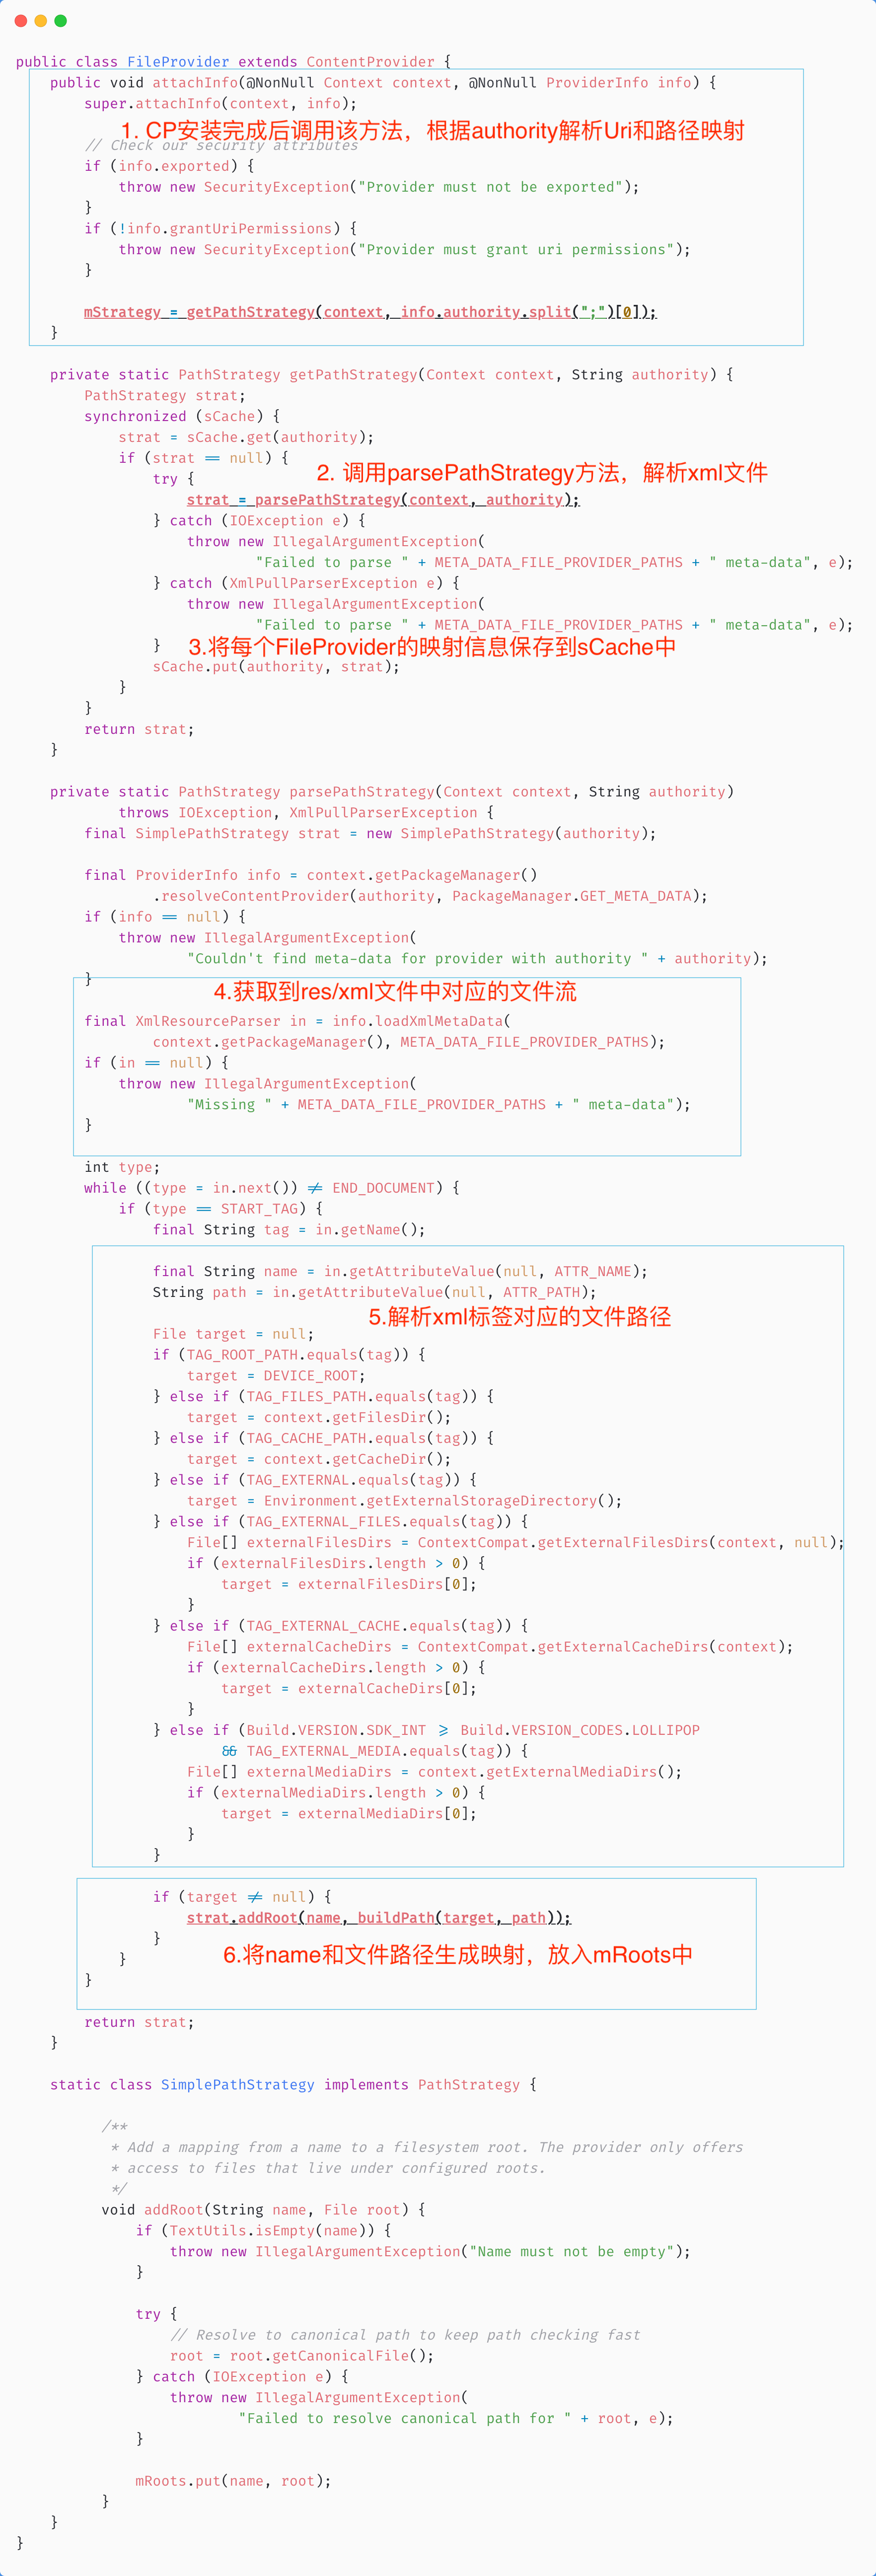 public class FileProvider extends ContentProvider {
    public void attachInfo(@NonNull Context context, @NonNull ProviderInfo info) {
        super.attachInfo(context, info);
1. CP安装完成后调用该方法，根据authority解析Uri和路径映射
        // Check our security attributes
        if (info.exported) {
            throw new SecurityException("Provider must not be exported");
        }
        if (!info.grantUriPermissions) {
            throw new SecurityException("Provider must grant uri permissions");
        }

        mStrategy = getPathStrategy(context, info.authority.split(";")[0]);
    }

    private static PathStrategy getPathStrategy(Context context, String authority) {
        PathStrategy strat;
        synchronized (sCache) {
            strat = sCache.get(authority);
            if (strat == null) {
2. 调用parsePathStrategy方法，解析xml文件
                try {
                    strat = parsePathStrategy(context, authority);
                } catch (IOException e) {
                    throw new IllegalArgumentException(
                            "Failed to parse " + META_DATA_FILE_PROVIDER_PATHS + " meta-data", e);
                } catch (XmlPullParserException e) {
                    throw new IllegalArgumentException(
                            "Failed to parse " + META_DATA_FILE_PROVIDER_PATHS + " meta-data", e);
                }
3.将每个FileProvider的映射信息保存到sCache中
                sCache.put(authority, strat);
            }
        }
        return strat;
    }

    private static PathStrategy parsePathStrategy(Context context, String authority)
            throws IOException, XmlPullParserException {
        final SimplePathStrategy strat = new SimplePathStrategy(authority);

        final ProviderInfo info = context.getPackageManager()
                .resolveContentProvider(authority, PackageManager.GET_META_DATA);
        if (info == null) {
            throw new IllegalArgumentException(
                    "Couldn't find meta-data for provider with authority " + authority);
        }
4.获取到res/xml文件中对应的文件流
        final XmlResourceParser in = info.loadXmlMetaData(
                context.getPackageManager(), META_DATA_FILE_PROVIDER_PATHS);
        if (in == null) {
            throw new IllegalArgumentException(
                    "Missing " + META_DATA_FILE_PROVIDER_PATHS + " meta-data");
        }

        int type;
        while ((type = in.next()) != END_DOCUMENT) {
            if (type == START_TAG) {
                final String tag = in.getName();

                final String name = in.getAttributeValue(null, ATTR_NAME);
                String path = in.getAttributeValue(null, ATTR_PATH);
5.解析xml标签对应的文件路径
                File target = null;
                if (TAG_ROOT_PATH.equals(tag)) {
                    target = DEVICE_ROOT;
                } else if (TAG_FILES_PATH.equals(tag)) {
                    target = context.getFilesDir();
                } else if (TAG_CACHE_PATH.equals(tag)) {
                    target = context.getCacheDir();
                } else if (TAG_EXTERNAL.equals(tag)) {
                    target = Environment.getExternalStorageDirectory();
                } else if (TAG_EXTERNAL_FILES.equals(tag)) {
                    File[] externalFilesDirs = ContextCompat.getExternalFilesDirs(context, null);
                    if (externalFilesDirs.length > 0) {
                        target = externalFilesDirs[0];
                    }
                } else if (TAG_EXTERNAL_CACHE.equals(tag)) {
                    File[] externalCacheDirs = ContextCompat.getExternalCacheDirs(context);
                    if (externalCacheDirs.length > 0) {
                        target = externalCacheDirs[0];
                    }
                } else if (Build.VERSION.SDK_INT >= Build.VERSION_CODES.LOLLIPOP
                        && TAG_EXTERNAL_MEDIA.equals(tag)) {
                    File[] externalMediaDirs = context.getExternalMediaDirs();
                    if (externalMediaDirs.length > 0) {
                        target = externalMediaDirs[0];
                    }
                }

                if (target != null) {
                    strat.addRoot(name, buildPath(target, path));
                }
6.将name和文件路径生成映射，放入mRoots中
            }
        }

        return strat;
    }

    static class SimplePathStrategy implements PathStrategy {

          /**
           * Add a mapping from a name to a filesystem root. The provider only offers
           * access to files that live under configured roots.
           */
          void addRoot(String name, File root) {
              if (TextUtils.isEmpty(name)) {
                  throw new IllegalArgumentException("Name must not be empty");
              }

              try {
                  // Resolve to canonical path to keep path checking fast
                  root = root.getCanonicalFile();
              } catch (IOException e) {
                  throw new IllegalArgumentException(
                          "Failed to resolve canonical path for " + root, e);
              }

              mRoots.put(name, root);
          }
    }
}